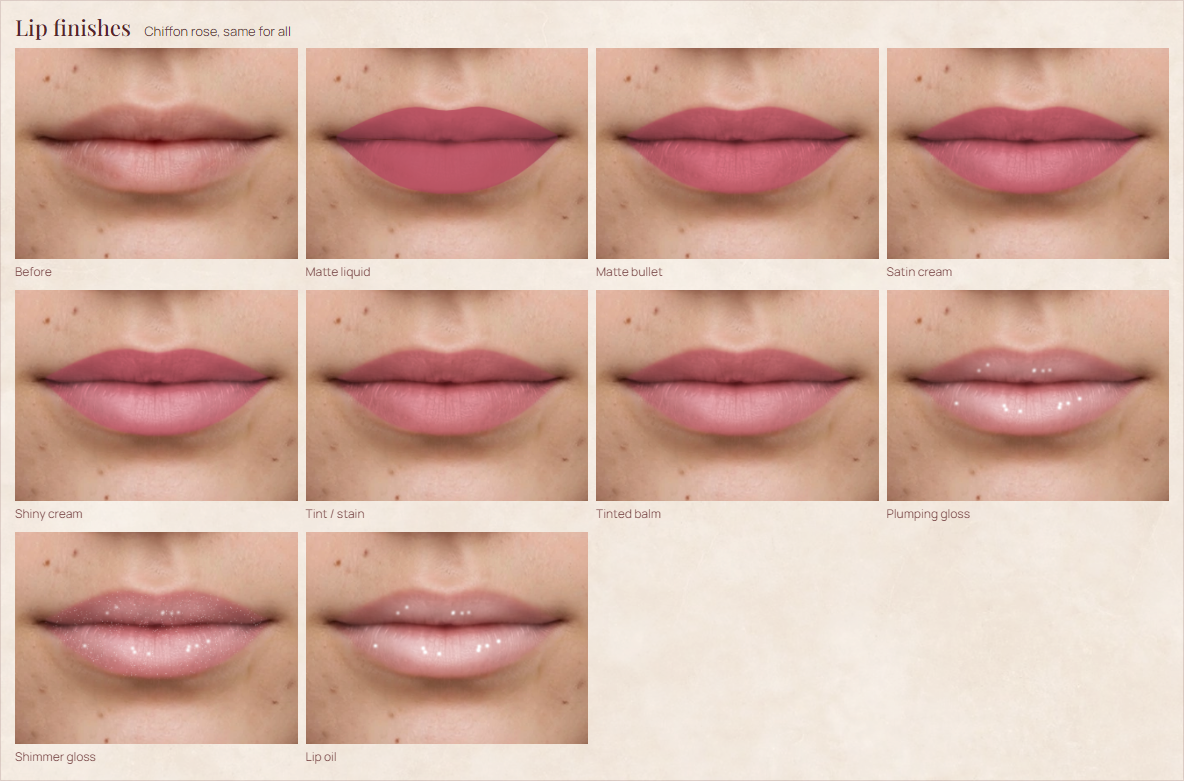 Lip finishes Chiffon rose, same for all
Before Matte liquid Matte bullet Satin cream
Shiny cream Tint / stain Tinted balm Plumping gloss
Shimmer gloss Lip oil